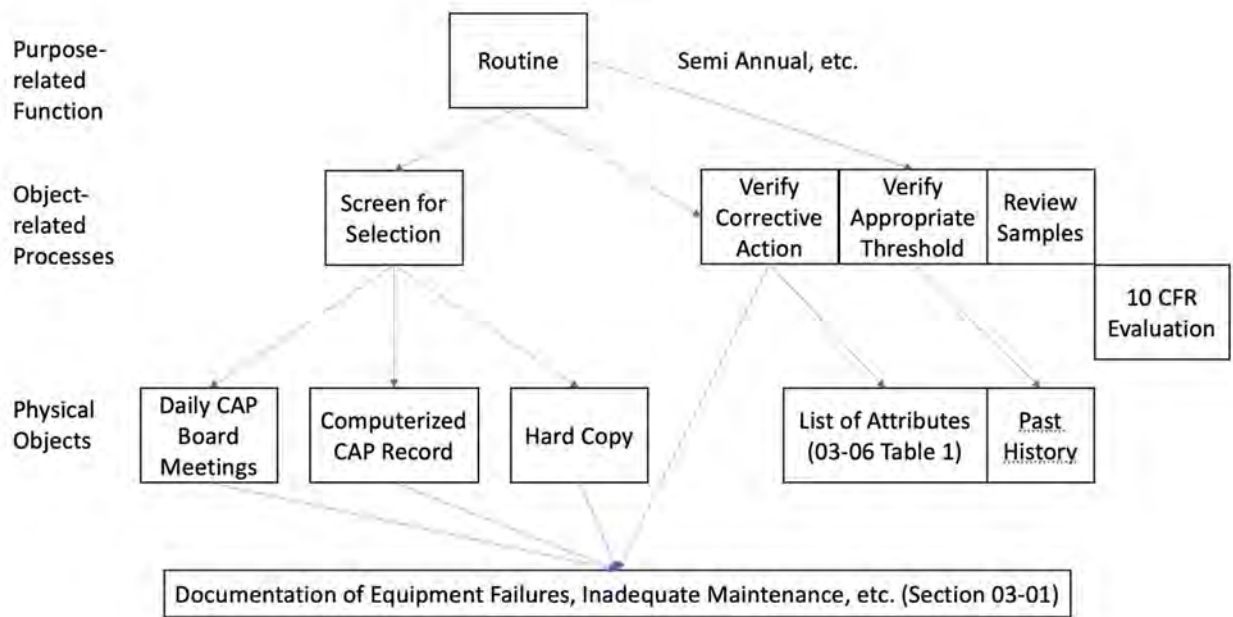 Purpose-
related
Function
Routine
Semi Annual, etc.
Object-
related
Processes
Screen for
Selection
Verify
Corrective
Action
Verify
Appropriate
Threshold
Review
Samples
10 CFR
Evaluation
Physical
Objects
Daily CAP
Board
Meetings
Computerized
CAP Record
Hard Copy
List of Attributes
(03-06 Table 1)
Past
History
Documentation of Equipment Failures, Inadequate Maintenance, etc. (Section 03-01)